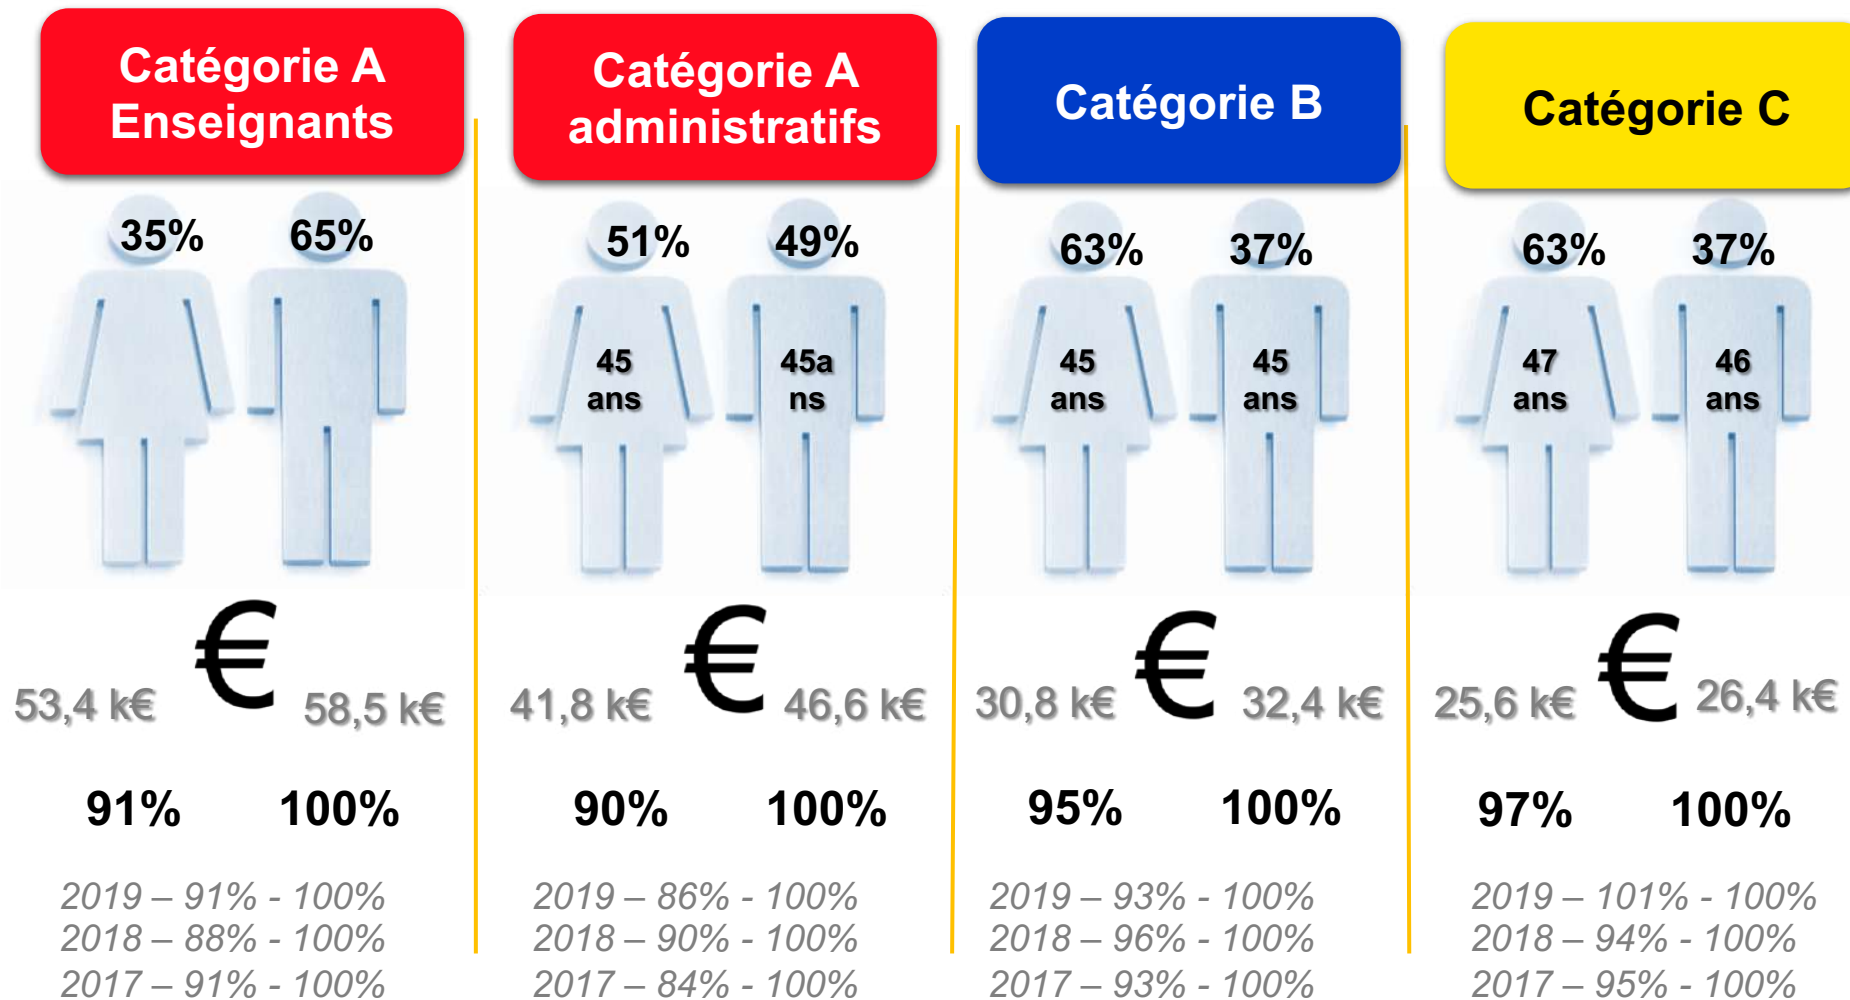 Catégorie A
Enseignants
35%
65%
€
53,4 k€
58,5 k€
91%
100%
2019 – 91% - 100%
2018 – 88% - 100%
2017 – 91% - 100%
Catégorie A
administratifs
51%
49%
45
ans
45a
ns
€
41,8 k€
46,6 k€
90%
100%
2019 – 86% - 100%
2018 – 90% - 100%
2017 – 84% - 100%
Catégorie B
63%
37%
45
ans
45
ans
€
30,8 k€
32,4 k€
95%
100%
2019 – 93% - 100%
2018 – 96% - 100%
2017 – 93% - 100%
Catégorie C
63%
37%
47
ans
46
ans
€
25,6 k€
26,4 k€
97%
100%
2019 – 101% - 100%
2018 – 94% - 100%
2017 – 95% - 100%